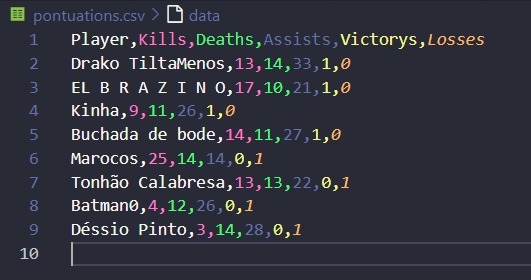 pontuations.csv > data
1 Player,Kills,Deaths,Assists,Victorys,Losses
2 Drako TiltaMenos,13,14,33,1,0
3 EL B R A Z I N O,17,10,21,1,0
4 Kinha,9,11,26,1,0
5 Buchada de bode,14,11,27,1,0
6 Marocos,25,14,14,0,1
7 Tonhão Calabresa,13,13,22,0,1
8 Batman0,4,12,26,0,1
9 Déssio Pinto,3,14,28,0,1
10